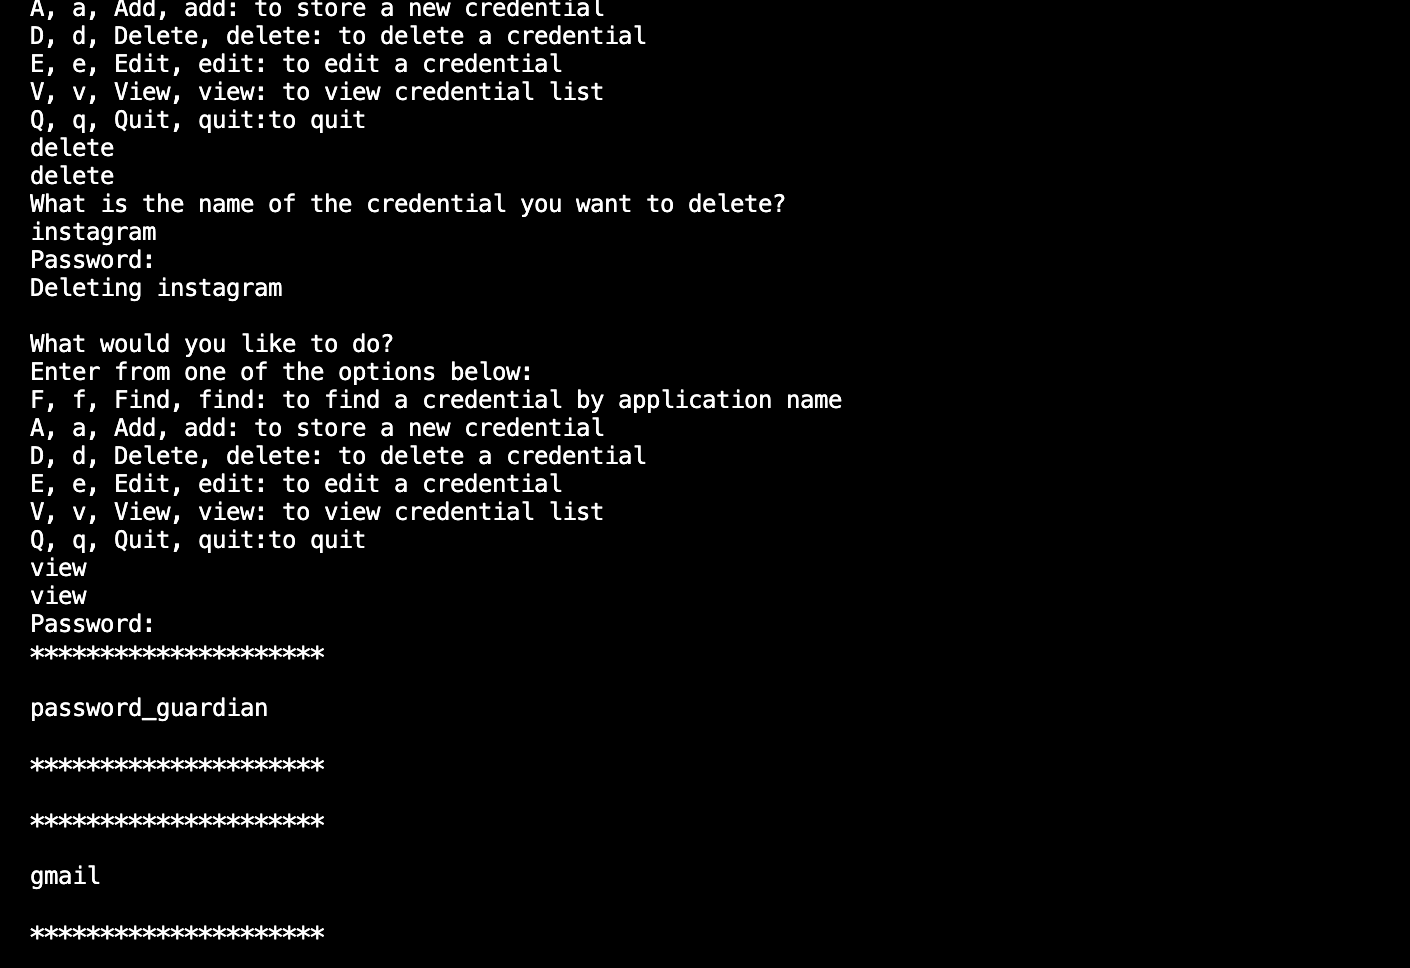 A, a, Add, add: to store a new credential
D, d, Delete, delete: to delete a credential
E, e, Edit, edit: to edit a credential
V, v, View, view: to view credential list
Q, q, Quit, quit:to quit
delete
delete
What is the name of the credential you want to delete?
instagram
Password:
Deleting instagram
What would you like to do?
Enter from one of the options below:
F, f, Find, find: to find a credential by application name
A, a, Add, add: to store a new credential
D, d, Delete, delete: to delete a credential
E, e, Edit, edit: to edit a credential
V, v, View, view: to view credential list
Q, q, Quit, quit:to quit
view
view
Password:
*********************
password_guardian
*********************
*********************
gmail
*********************